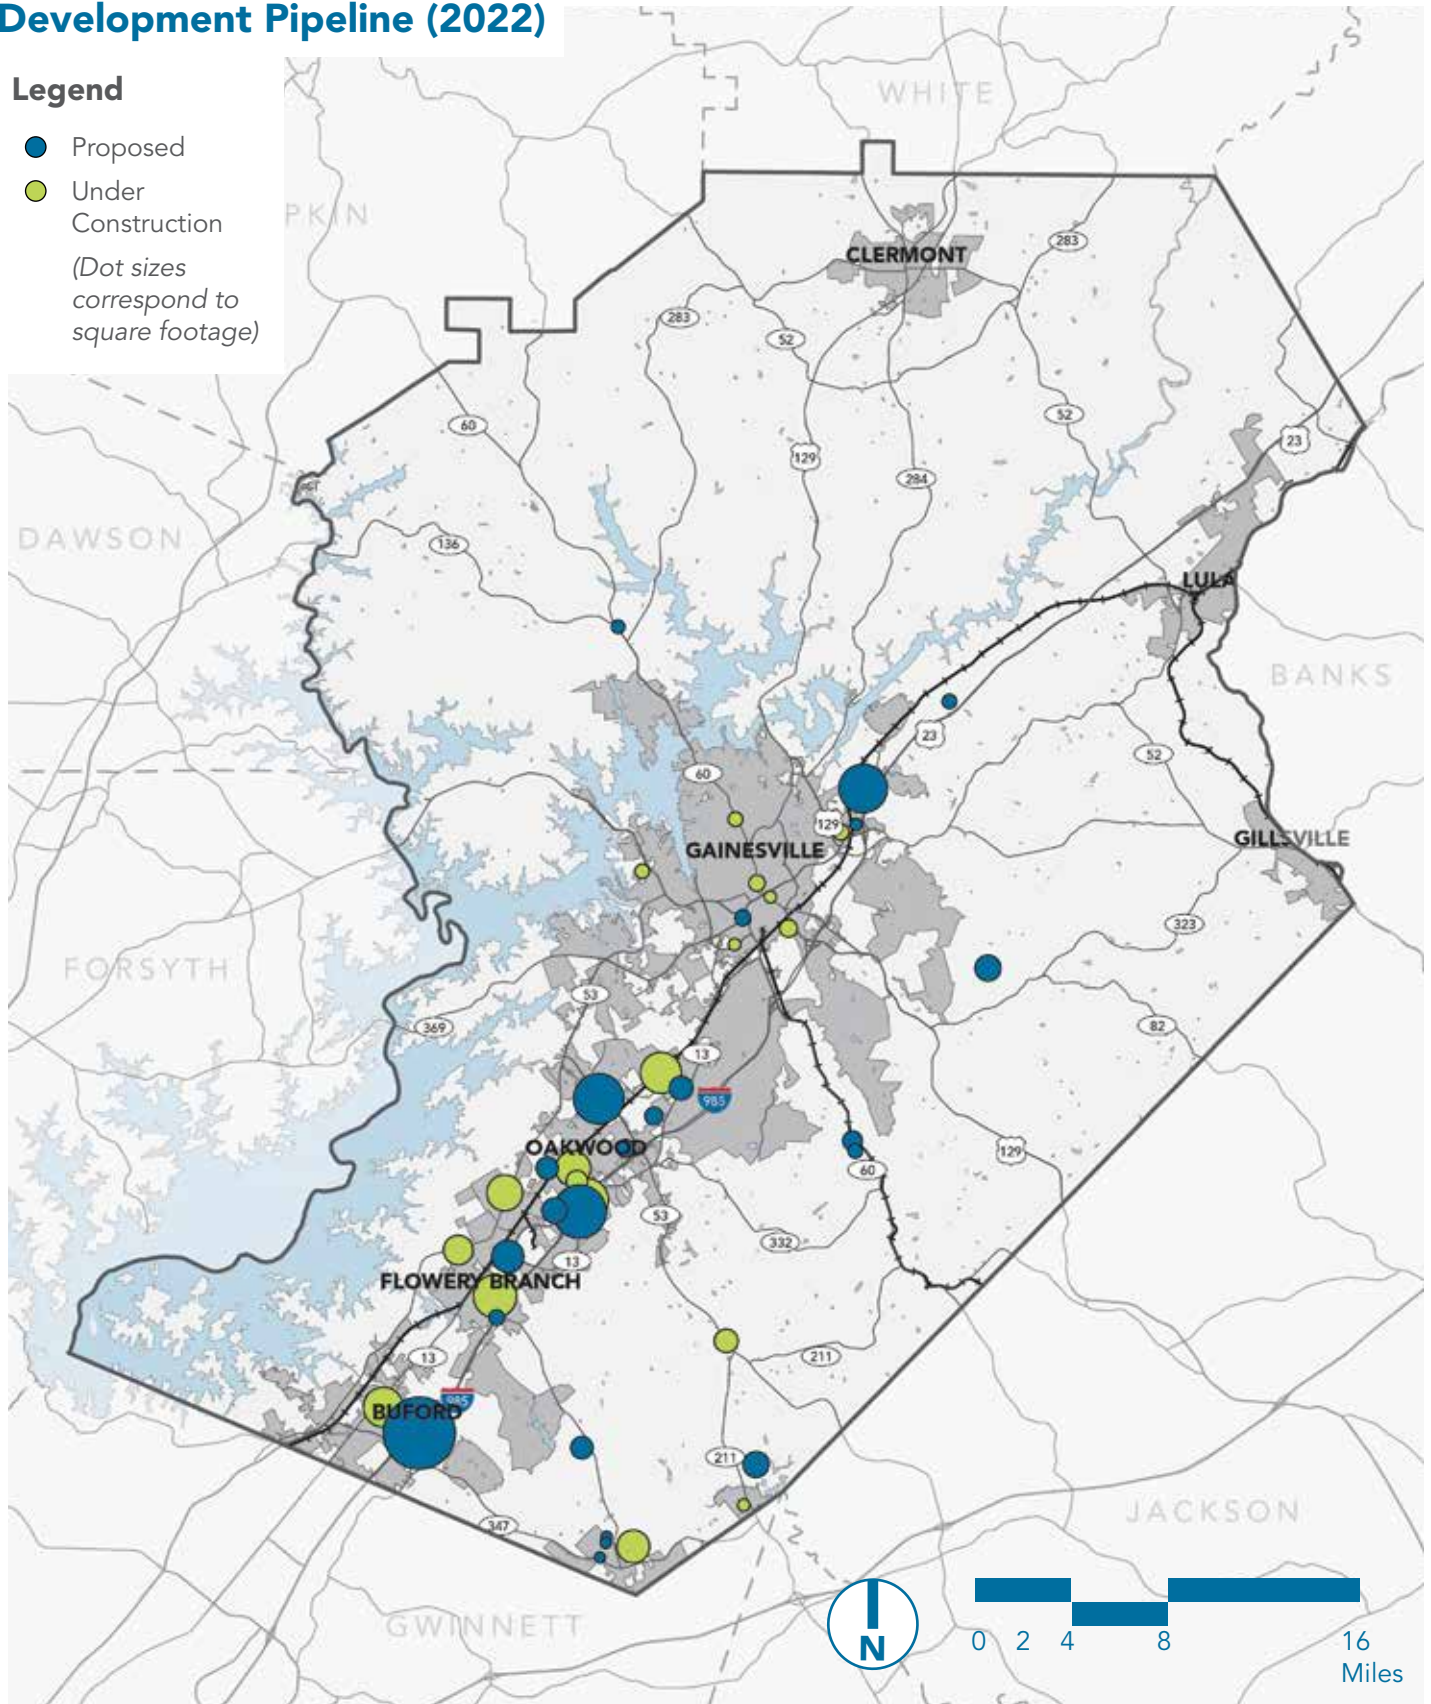 Development Pipeline (2022)
Legend
Proposed
Under
Construction
(Dot sizes
correspond to
square footage)
WHITE
PKIN
CLERMONT
283
283
52
60
52
23
129
284
DAWSON
136
LULA
BANKS
23
52
60
129
GAINESVILLE
GILLSVILLE
323
FORSYTH
53
369
82
13
985
OAKWOOD
129
60
53
332
13
FLOWERY BRANCH
13
211
985
BUFORD
211
347
JACKSON
GWINNETT
N
0 2 4 8 16
Miles